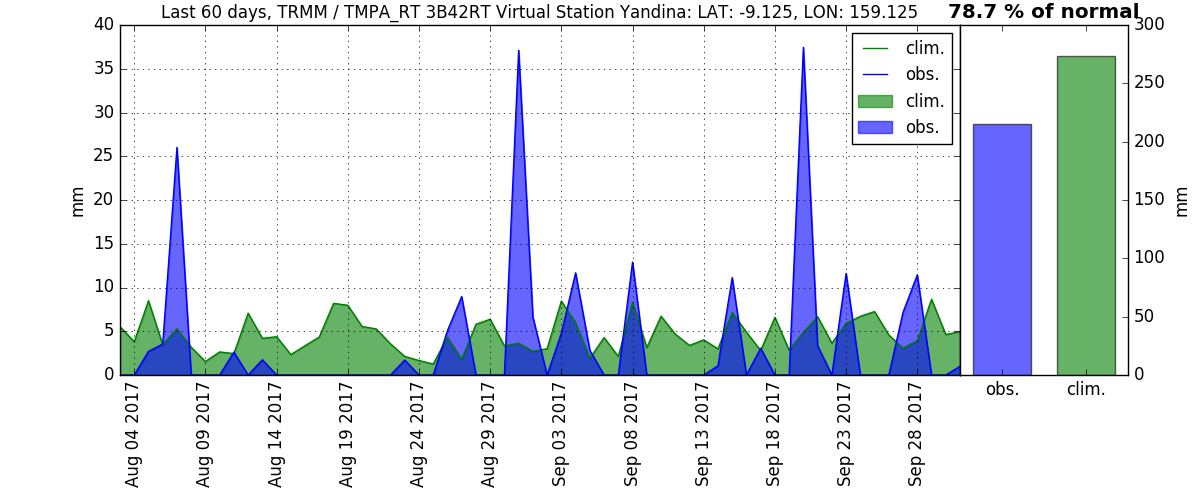 Last 60 days, TRMM / TMPA_RT 3B42RT Virtual Station Yandina: LAT: -9.125, LON: 159.125
78.7 % of normal
40
35
30
25
20
15
10
5
0
mm
clim.
obs.
clim.
obs.
Aug 04 2017
Aug 09 2017
Aug 14 2017
Aug 19 2017
Aug 24 2017
Aug 29 2017
Sep 03 2017
Sep 08 2017
Sep 13 2017
Sep 18 2017
Sep 23 2017
Sep 28 2017
300
250
200
150
100
50
0
mm
obs.
clim.